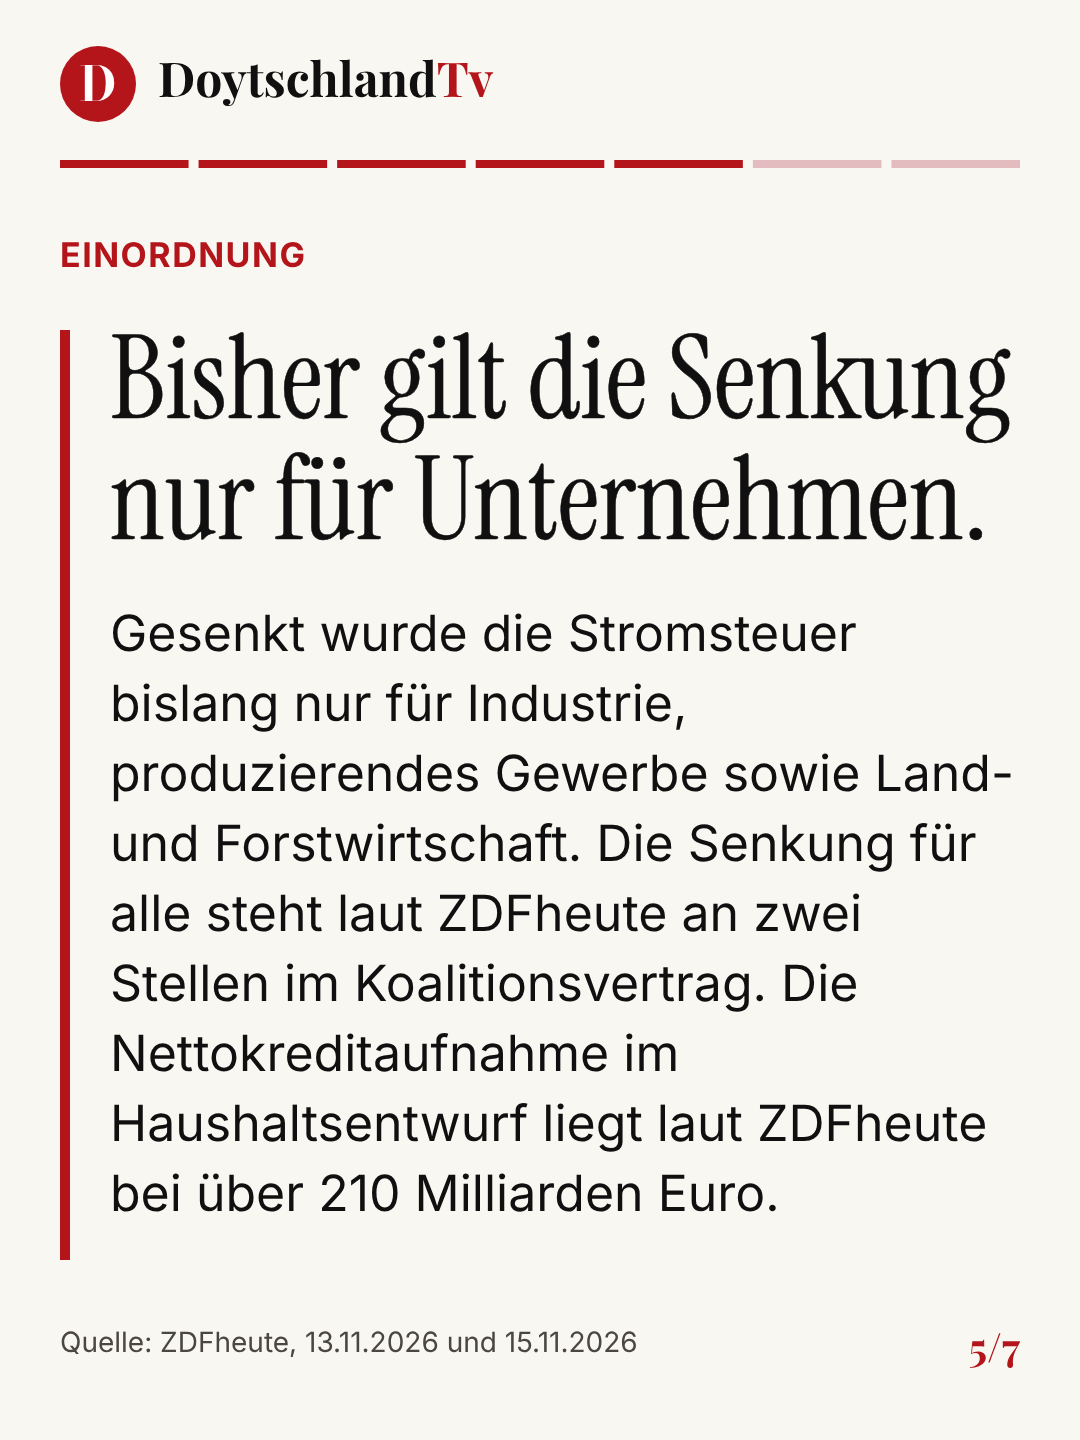 D
DoytschlandTv
EINORDNUNG
Bisher gilt die Senkung
nur für Unternehmen.
Gesenkt wurde die Stromsteuer
bislang nur für Industrie,
produzierendes Gewerbe sowie Land-
und Forstwirtschaft. Die Senkung für
alle steht laut ZDFheute an zwei
Stellen im Koalitionsvertrag. Die
Nettokreditaufnahme im
Haushaltsentwurf liegt laut ZDFheute
bei über 210 Milliarden Euro.
Quelle: ZDFheute, 13.11.2026 und 15.11.2026
5/7